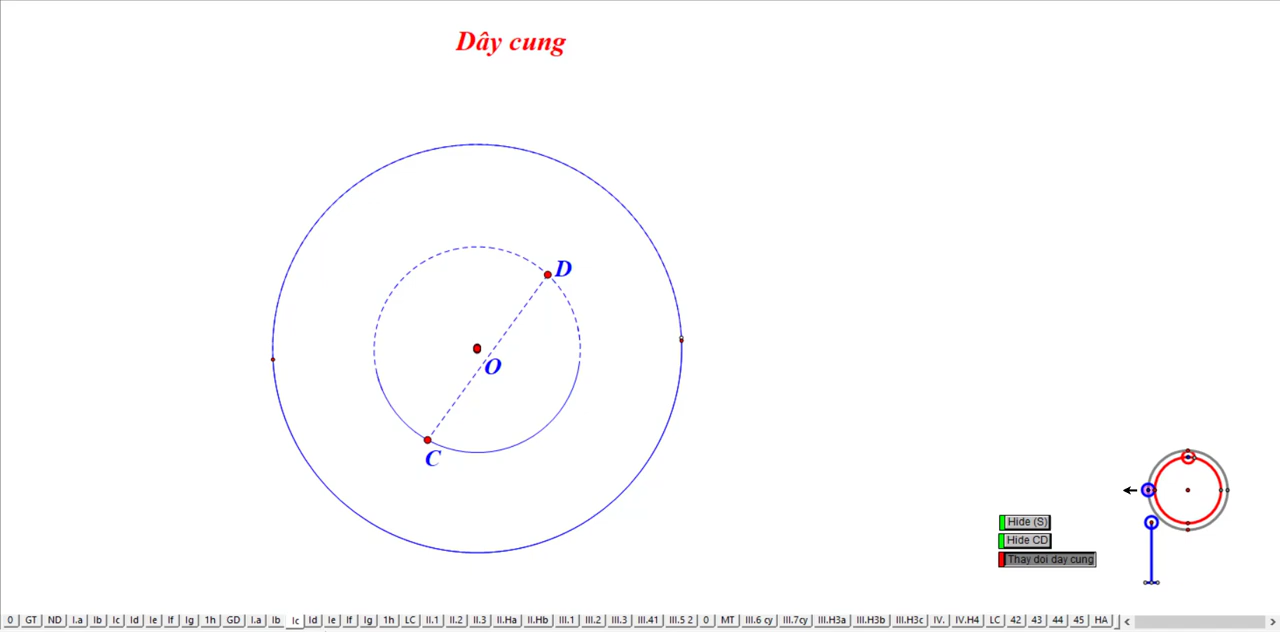 Dây cung
D
O
C
Hide (S)
Hide CD
Thay doi day cung
0 GT ND I.a Ib Ic Id Ie If Ig 1h GD I.a Ib Ic Id Ie If Ig 1h LC II.1 II.2 II.3 II.Ha II.Hb III.1 III.2 III.3 III.41 III.5 2 0 MT III.6 cy III.7cy III.H3a III.H3b III.H3c IV. IV.H4 LC 42 43 44 45 HA